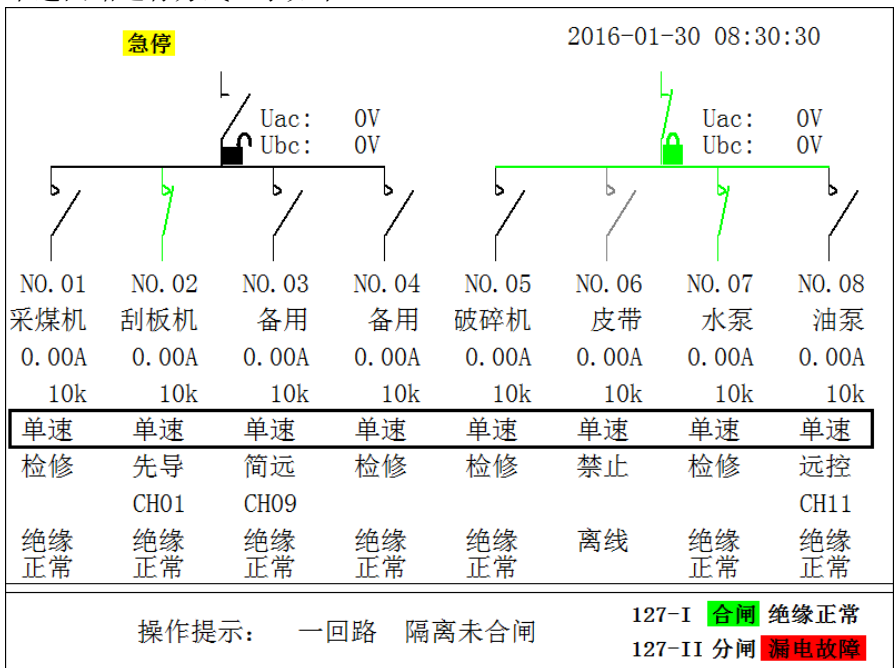 急停 2016-01-30 08:30:30
Uac: 0V Uac: 0V
Ubc: 0V Ubc: 0V
NO.01 NO.02 NO.03 NO.04 NO.05 NO.06 NO.07 NO.08
采煤机 刮板机 备用 备用 破碎机 皮带 水泵 油泵
0.00A 0.00A 0.00A 0.00A 0.00A 0.00A 0.00A 0.00A
10k 10k 10k 10k 10k 10k 10k 10k
单速 单速 单速 单速 单速 单速 单速 单速
检修 先导 简远 检修 检修 禁止 检修 远控
CH01 CH09 CH11
绝缘 绝缘 绝缘 绝缘 绝缘 离线 绝缘 绝缘
正常 正常 正常 正常 正常 正常 正常
127-I 合闸 绝缘正常
操作提示: 一回路 隔离未合闸
127-II 分闸 漏电故障